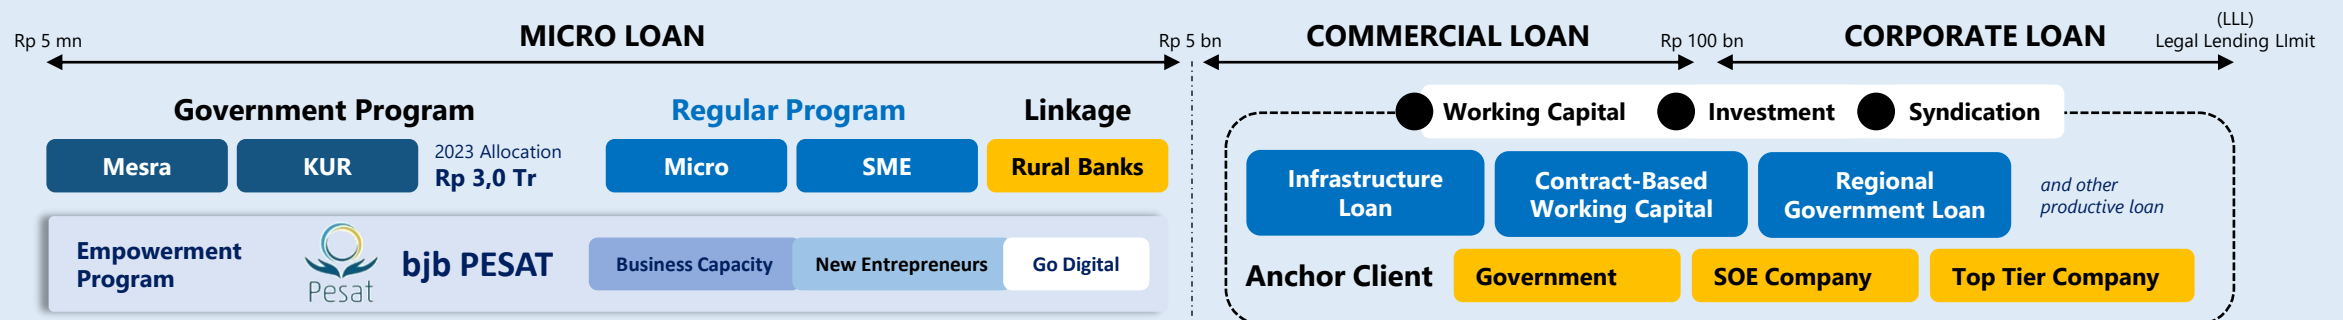 Rp 5 mn
MICRO LOAN
Rp 5 bn
COMMERCIAL LOAN
Rp 100 bn
CORPORATE LOAN
(LLL)
Legal Lending LImit
Government Program
Regular Program
Linkage
Mesra
KUR
2023 Allocation
Rp 3,0 Tr
Micro
SME
Rural Banks
Empowerment
Program
Pesat
bjb PESAT
Business Capacity
New Entrepreneurs
Go Digital
Working Capital
Investment
Syndication
Infrastructure
Loan
Contract-Based
Working Capital
Regional
Government Loan
and other
productive loan
Anchor Client
Government
SOE Company
Top Tier Company